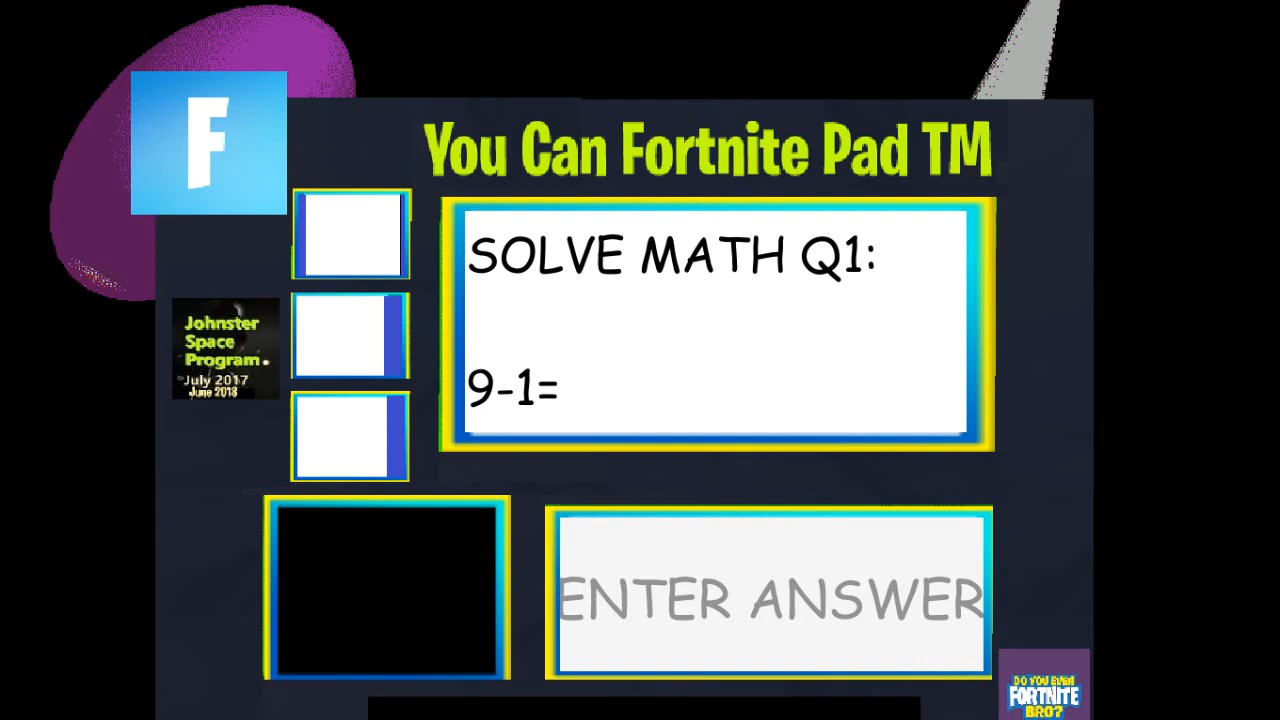 F
You Can Fortnite Pad TM
SOLVE MATH Q1:
9-1=
Johnster
Space
Program.
July 2017
June 2018
ENTER ANSWER
DO YOU EVEN
FORTNITE
BRO?